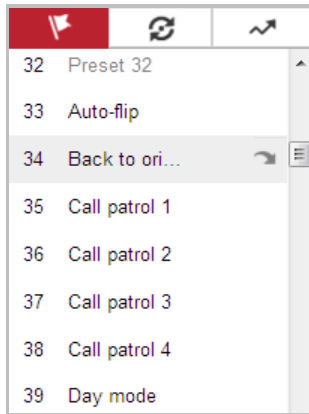 32 Preset 32
33 Auto-flip
34 Back to ori...
35 Call patrol 1
36 Call patrol 2
37 Call patrol 3
38 Call patrol 4
39 Day mode